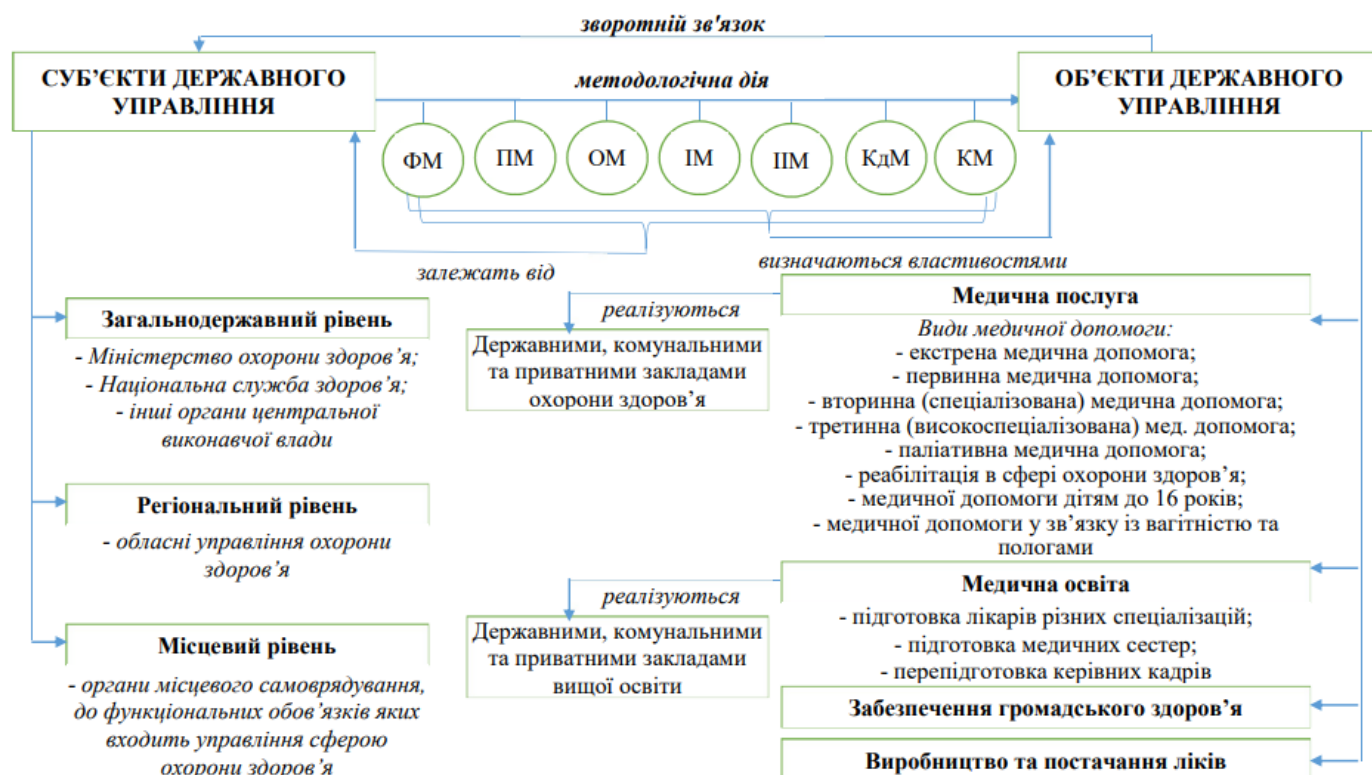 зворотній зв'язок
СУБ’ЄКТИ ДЕРЖАВНОГО
УПРАВЛІННЯ
методологічна дія
ОБ’ЄКТИ ДЕРЖАВНОГО
УПРАВЛІННЯ
ФМ
ПМ
ОМ
ІМ
ІІМ
КдМ
КМ
залежать від
визначаються властивостями
Загальнодержавний рівень
- Міністерство охорони здоров’я;
- Національна служба здоров’я;
- інші органи центральної
виконавчої влади
Регіональний рівень
- обласні управління охорони
здоров’я
Місцевий рівень
- органи місцевого самоврядування,
до функціональних обов’язків яких
входить управління сферою
охорони здоров’я
реалізуються
Державними, комунальними
та приватними закладами
охорони здоров’я
Медична послуга
Види медичної допомоги:
- екстрена медична допомога;
- первинна медична допомога;
- вторинна (спеціалізована) медична допомога;
- третинна (високоспеціалізована) мед. допомога;
- паліативна медична допомога;
- реабілітація в сфері охорони здоров’я;
- медичної допомоги дітям до 16 років;
- медичної допомоги у зв’язку із вагітністю та
пологами
реалізуються
Державними, комунальними
та приватними закладами
вищої освіти
Медична освіта
- підготовка лікарів різних спеціалізацій;
- підготовка медичних сестер;
- перепідготовка керівних кадрів
Забезпечення громадського здоров’я
Виробництво та постачання ліків